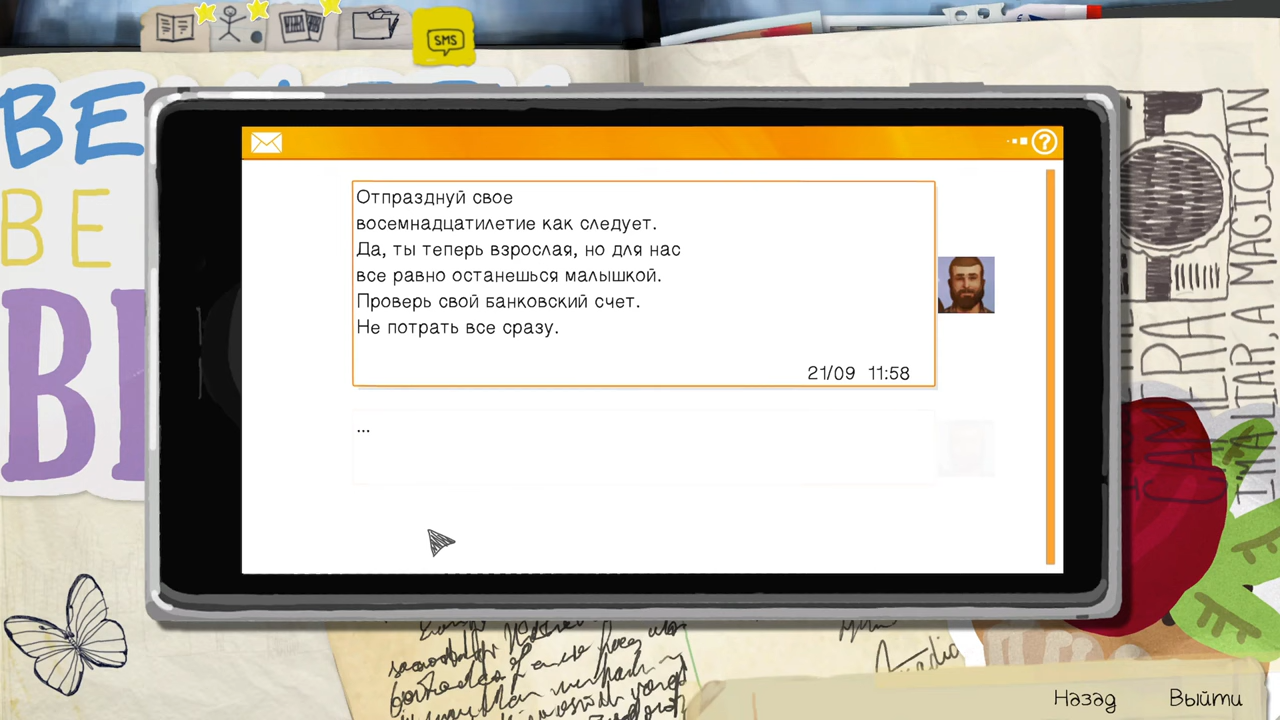 SMS
BE
BE
Отпразднуй свое
восемнадцатилетие как следует.
Да, ты теперь взрослая, но для нас
все равно останешься малышкой.
Проверь свой банковский счет.
Не потрать все сразу.
21/09 11:58
...
?
CAMERA
IM A LIAR, A MAGICIAN
Назад
Выйти